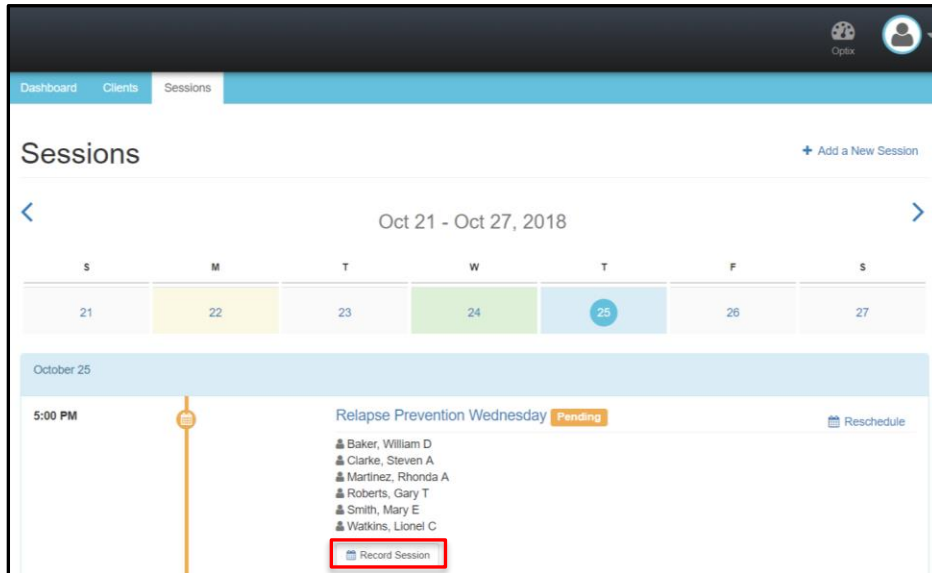 Optix
Dashboard Clients Sessions
Sessions
+ Add a New Session
Oct 21 - Oct 27, 2018
S M T W T F S
21 22 23 24 25 26 27
October 25
5:00 PM Relapse Prevention Wednesday Pending Reschedule
Baker, William D
Clarke, Steven A
Martinez, Rhonda A
Roberts, Gary T
Smith, Mary E
Watkins, Lionel C
Record Session